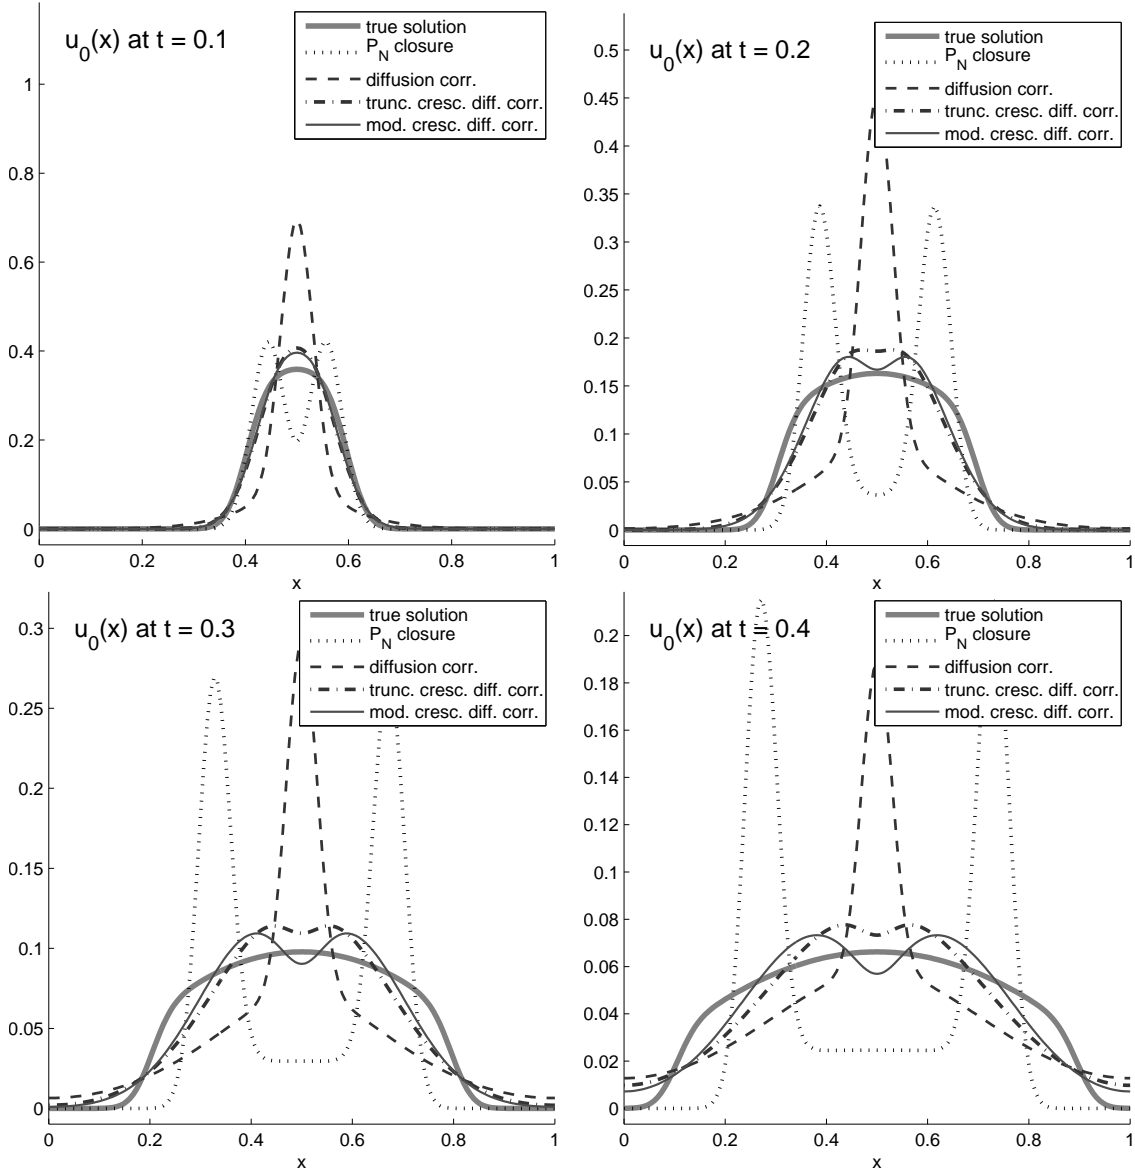 u0(x) at t = 0.1
true solution
PN closure
diffusion corr.
trunc. cresc. diff. corr.
mod. cresc. diff. corr.
1
0.8
0.6
0.4
0.2
0
0 0.2 0.4 0.6 0.8 1
x
u0(x) at t = 0.2
true solution
PN closure
diffusion corr.
trunc. cresc. diff. corr.
mod. cresc. diff. corr.
0.5
0.45
0.4
0.35
0.3
0.25
0.2
0.15
0.1
0.05
0
0 0.2 0.4 0.6 0.8 1
x
u0(x) at t = 0.3
true solution
PN closure
diffusion corr.
trunc. cresc. diff. corr.
mod. cresc. diff. corr.
0.3
0.25
0.2
0.15
0.1
0.05
0
0 0.2 0.4 0.6 0.8 1
x
u0(x) at t = 0.4
true solution
PN closure
diffusion corr.
trunc. cresc. diff. corr.
mod. cresc. diff. corr.
0.2
0.18
0.16
0.14
0.12
0.1
0.08
0.06
0.04
0.02
0
0 0.2 0.4 0.6 0.8 1
x